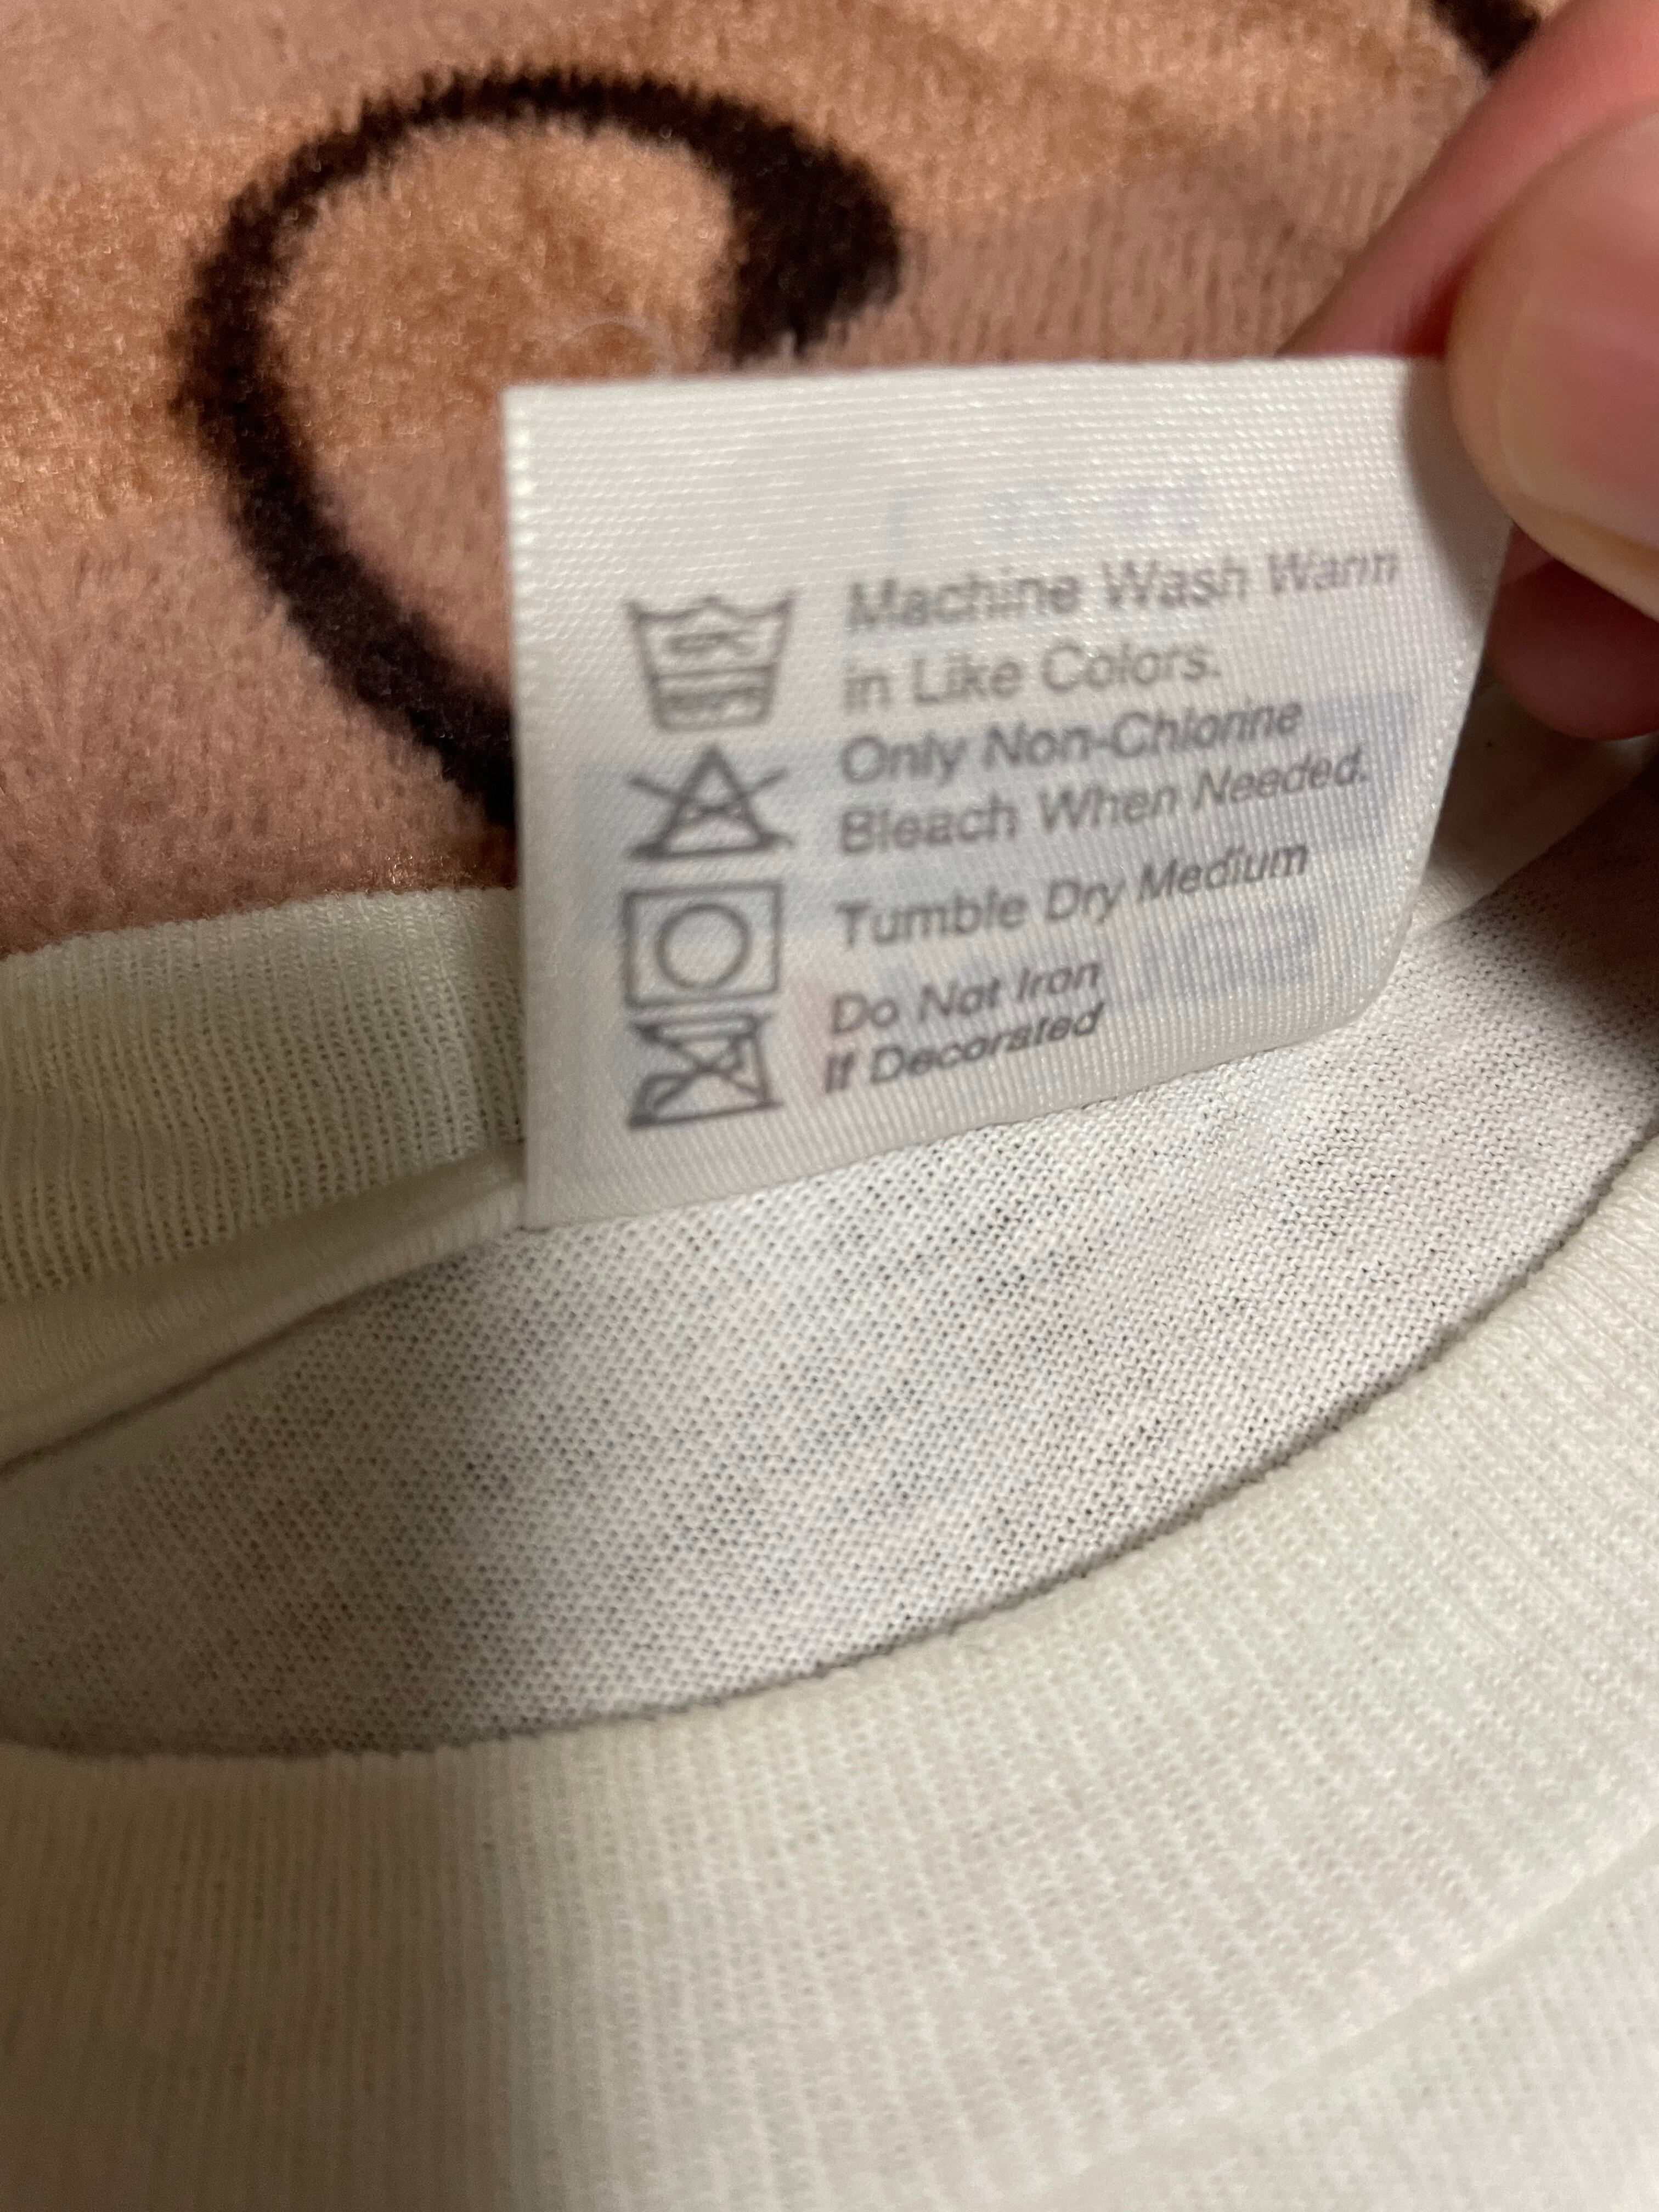 Machine Wash Warm
in Like Colors.
Only Non-Chlorine
Bleach When Needed.
Tumble Dry Medium
Do Not Iron
If Decorated